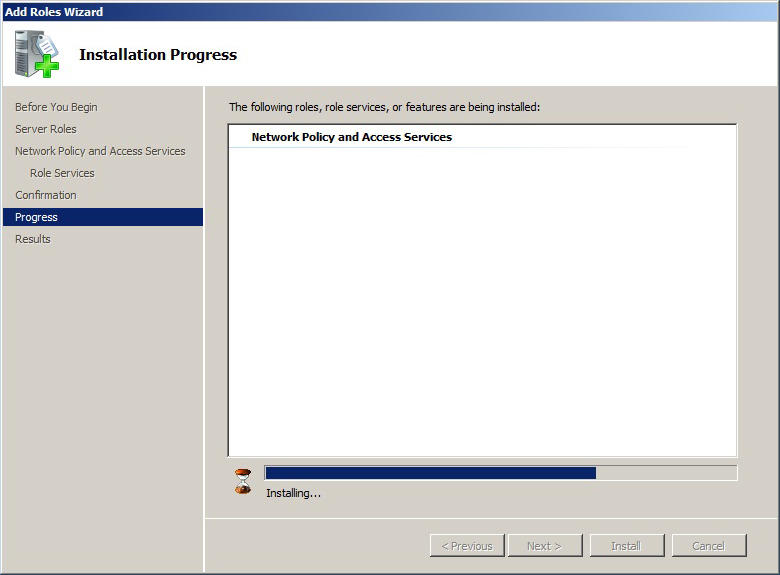 Add Roles Wizard
Installation Progress
Before You Begin
Server Roles
Network Policy and Access Services
Role Services
Confirmation
Progress
Results
The following roles, role services, or features are being installed:
Network Policy and Access Services
Installing...
< Previous
Next >
Install
Cancel